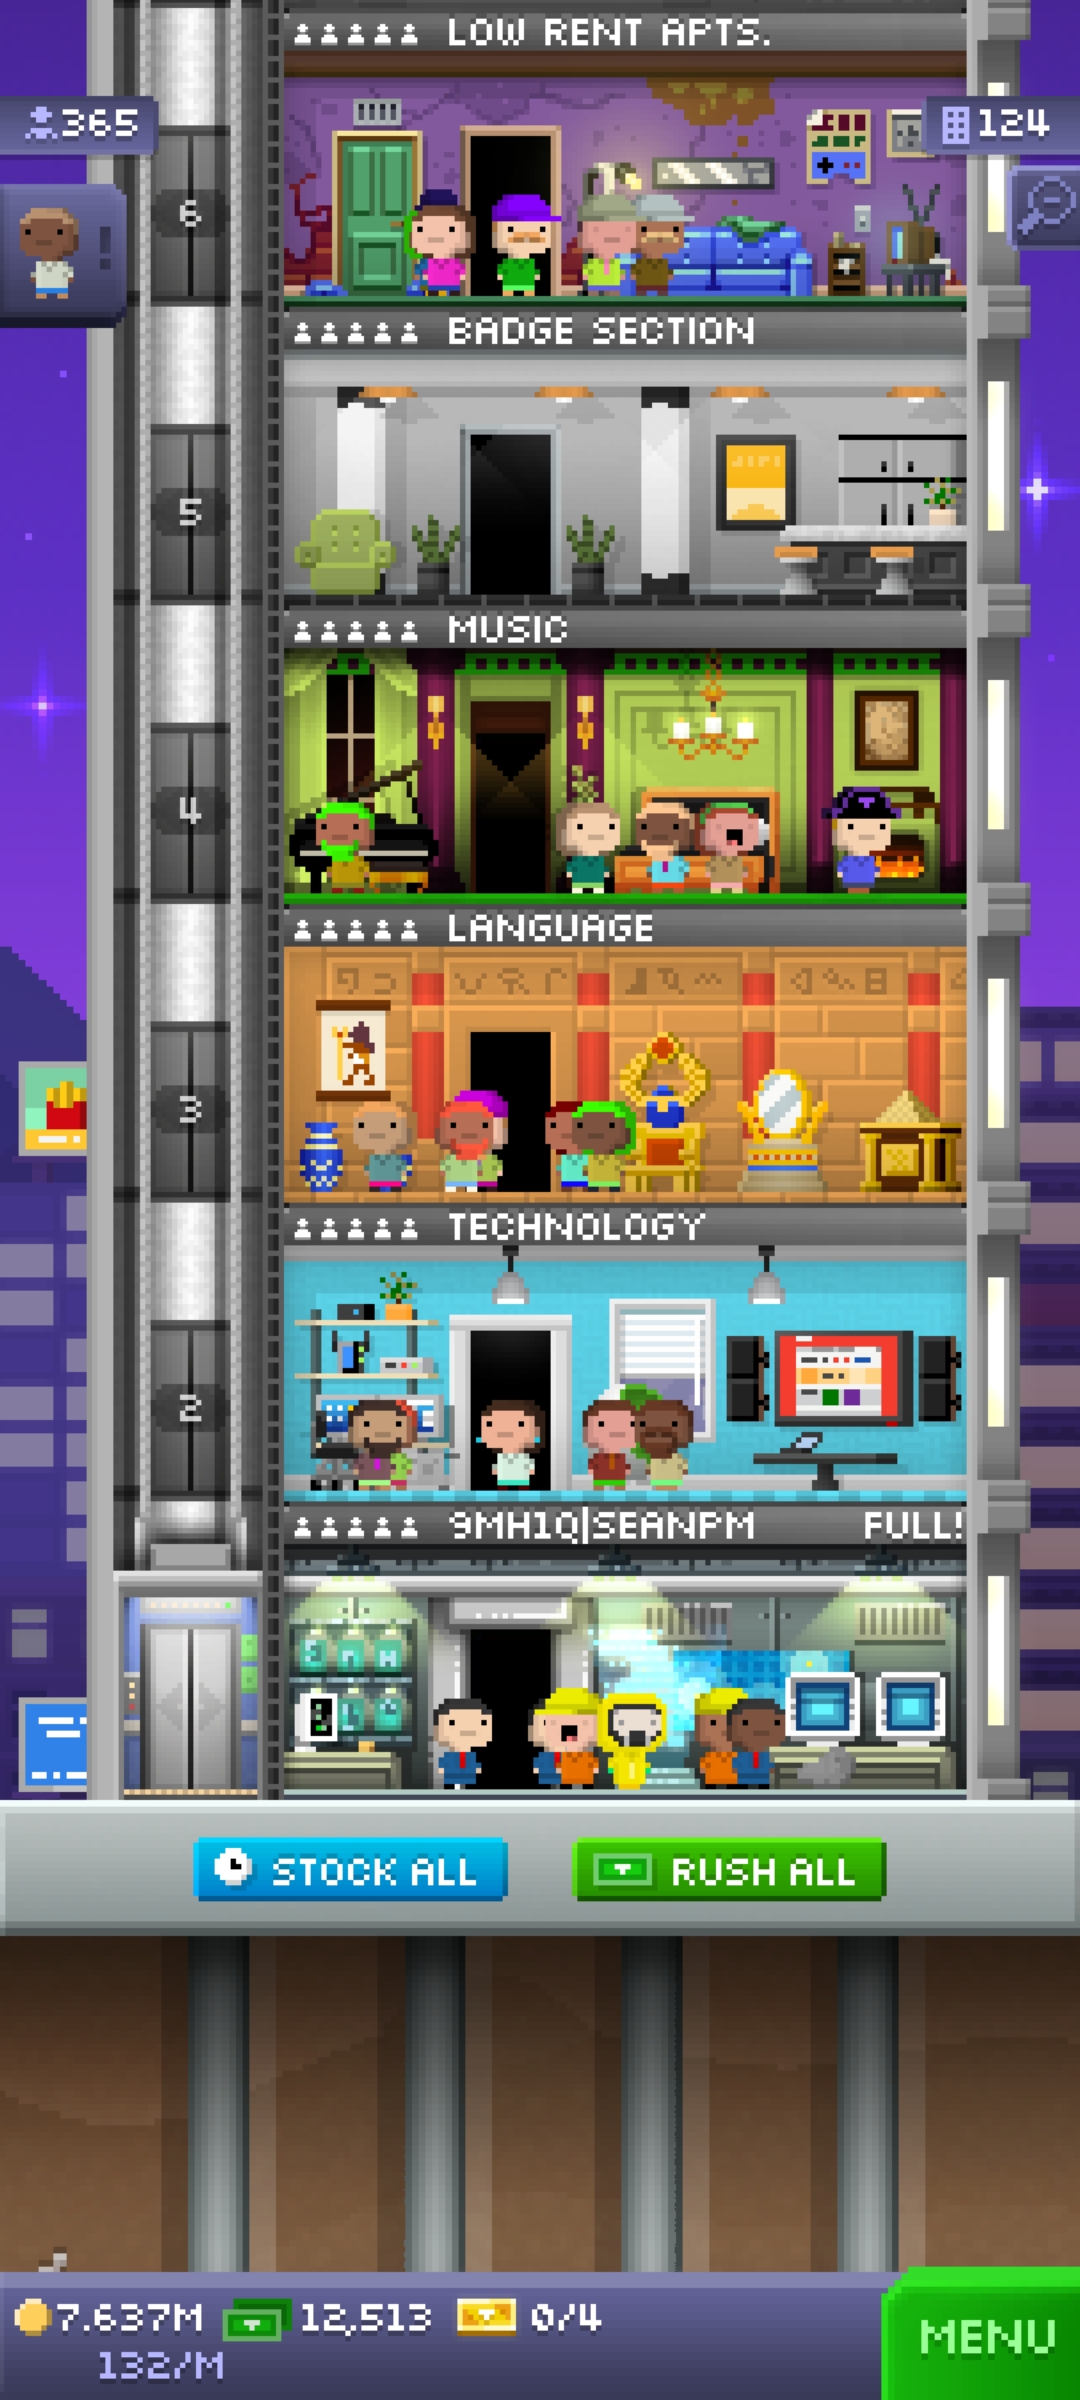 LOW RENT APTS.
365
124
6
BADGE SECTION
5
MUSIC
4
LANGUAGE
3
TECHNOLOGY
2
9MH1Q|SEANPM FULL!
STOCK ALL
RUSH ALL
7.637M 12,513 0/4
132/M
MENU